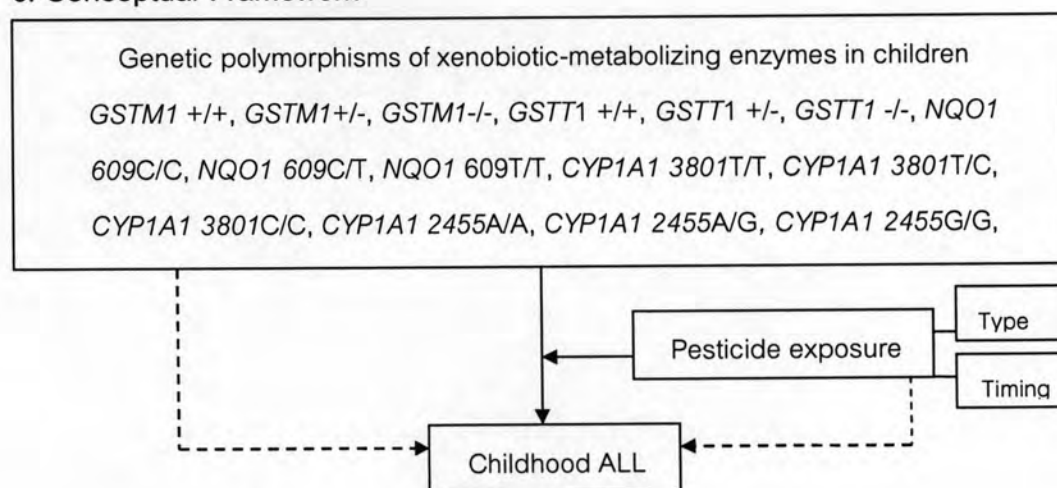 Genetic polymorphisms of xenobiotic-metabolizing enzymes in children
GSTM1 +/+, GSTM1+/-, GSTM1-/-, GSTT1 +/+, GSTT1 +/-, GSTT1 -/-, NQO1
609C/C, NQO1 609C/T, NQO1 609T/T, CYP1A1 3801T/T, CYP1A1 3801T/C,
CYP1A1 3801C/C, CYP1A1 2455A/A, CYP1A1 2455A/G, CYP1A1 2455G/G,
Type
Pesticide exposure
Timing
Childhood ALL